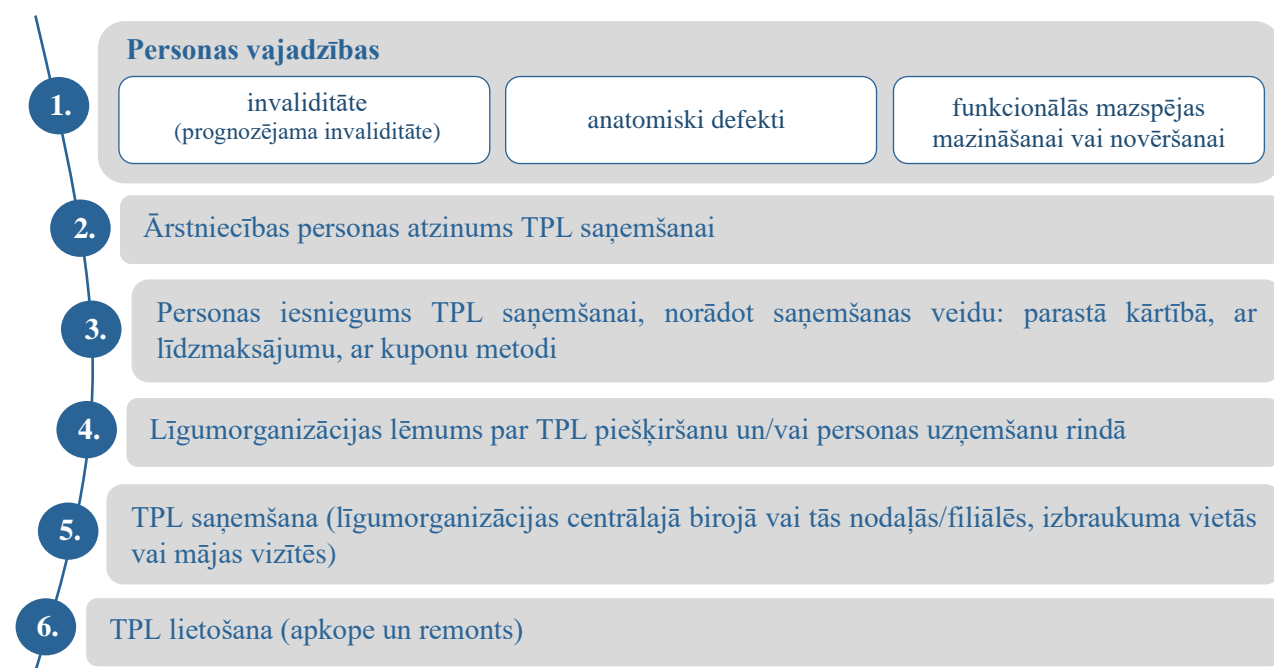 Personas vajadzības
1.
invaliditāte
(prognozējama invaliditāte)
anatomiski defekti
funkcionālās mazspējas
mazināšanai vai novēršanai
2.
Ārstniecības personas atzinums TPL saņemšanai
3.
Personas iesniegums TPL saņemšanai, norādot saņemšanas veidu: parastā kārtībā, ar
līdzmaksājumu, ar kuponu metodi
4.
Līgumorganizācijas lēmums par TPL piešķiršanu un/vai personas uzņemšanu rindā
5.
TPL saņemšana (līgumorganizācijas centrālajā birojā vai tās nodaļās/filiālēs, izbraukuma vietās
vai mājas vizītēs)
6.
TPL lietošana (apkope un remonts)